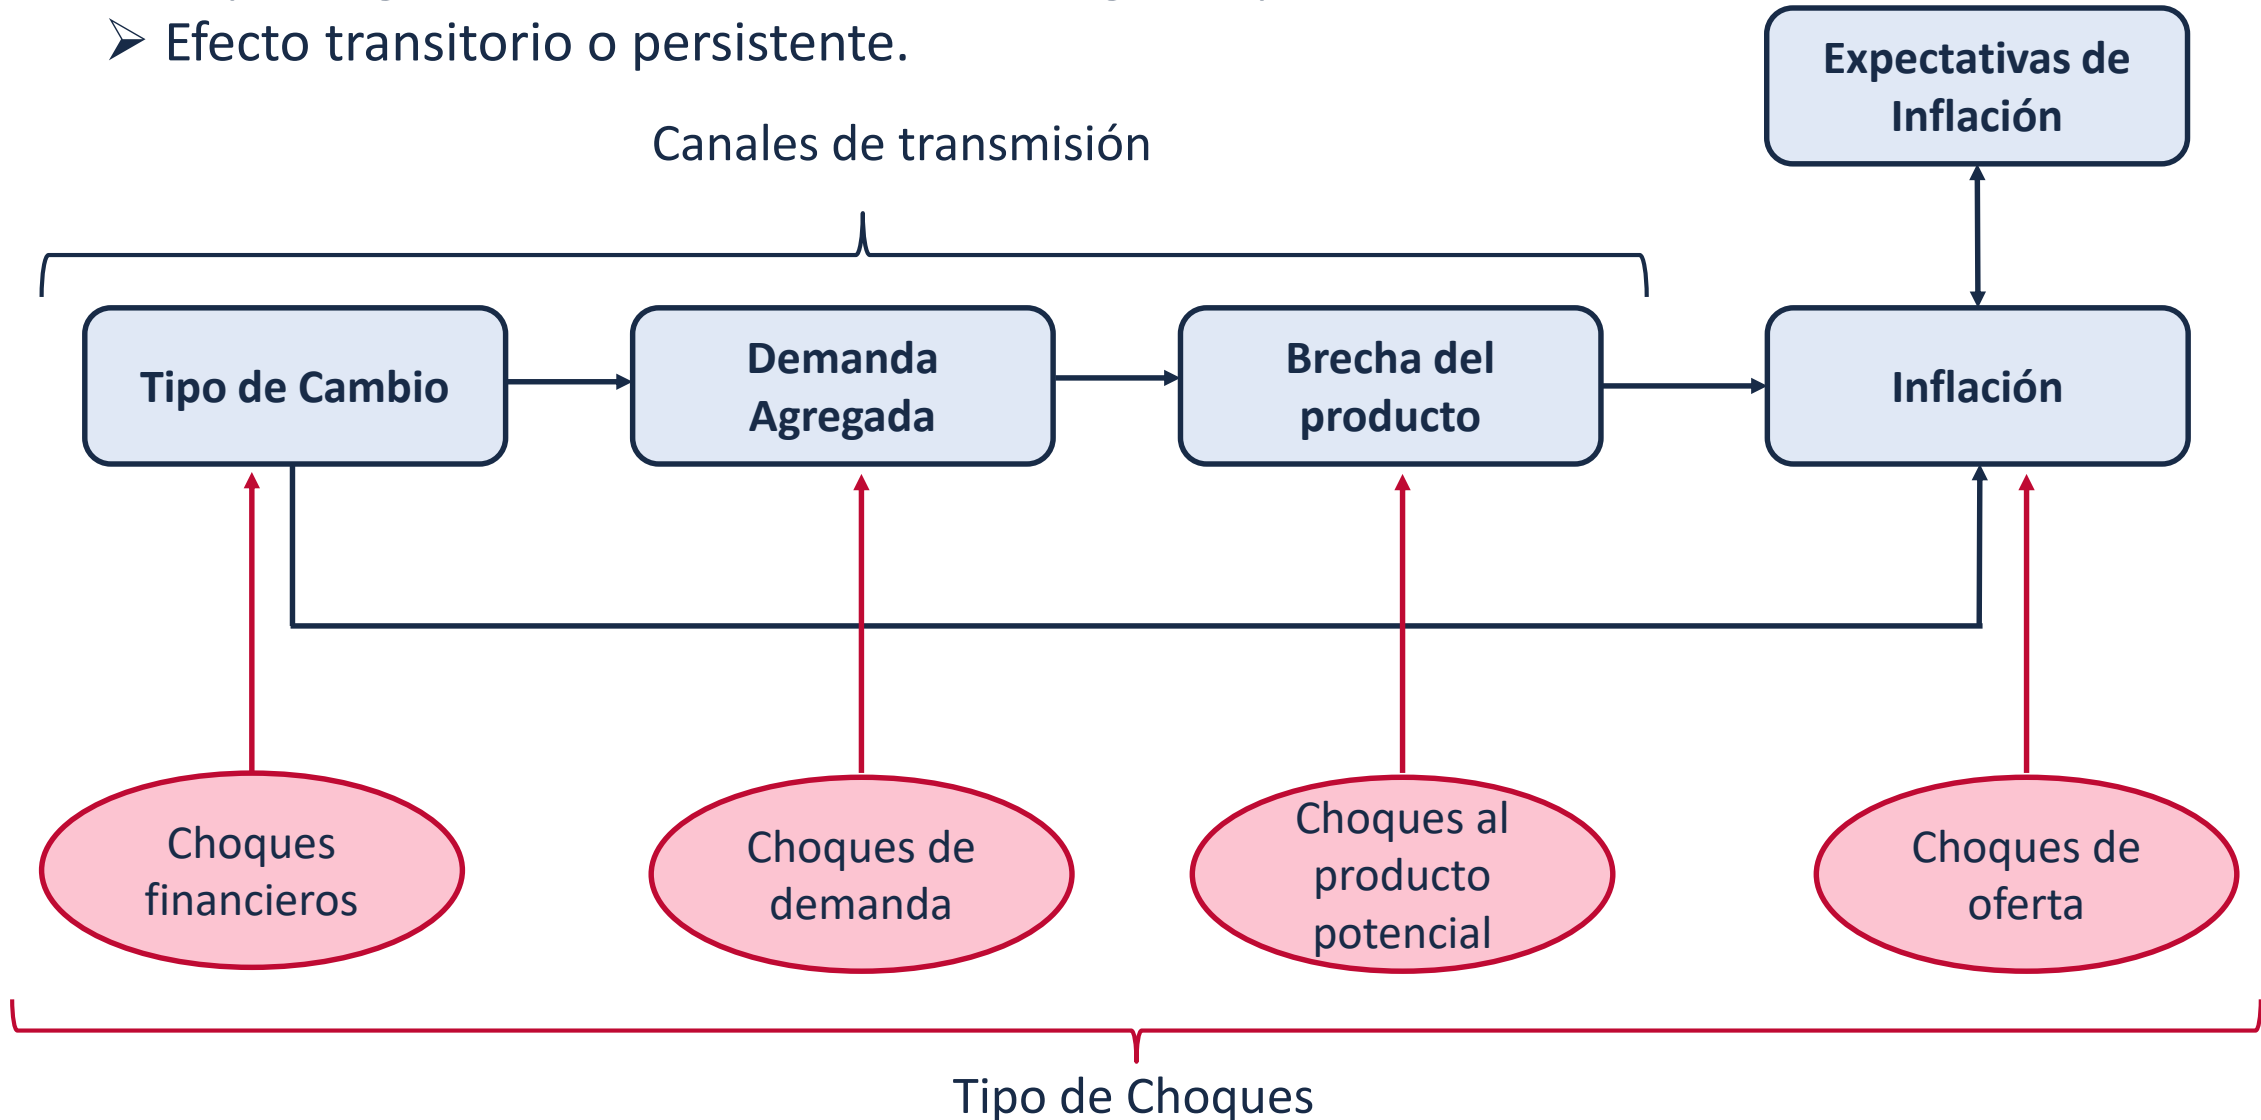 ➢ Efecto transitorio o persistente.
Expectativas de
Inflación
Canales de transmisión
Tipo de Cambio
Demanda
Agregada
Brecha del
producto
Inflación
Choques
financieros
Choques de
demanda
Choques al
producto
potencial
Choques de
oferta
Tipo de Choques